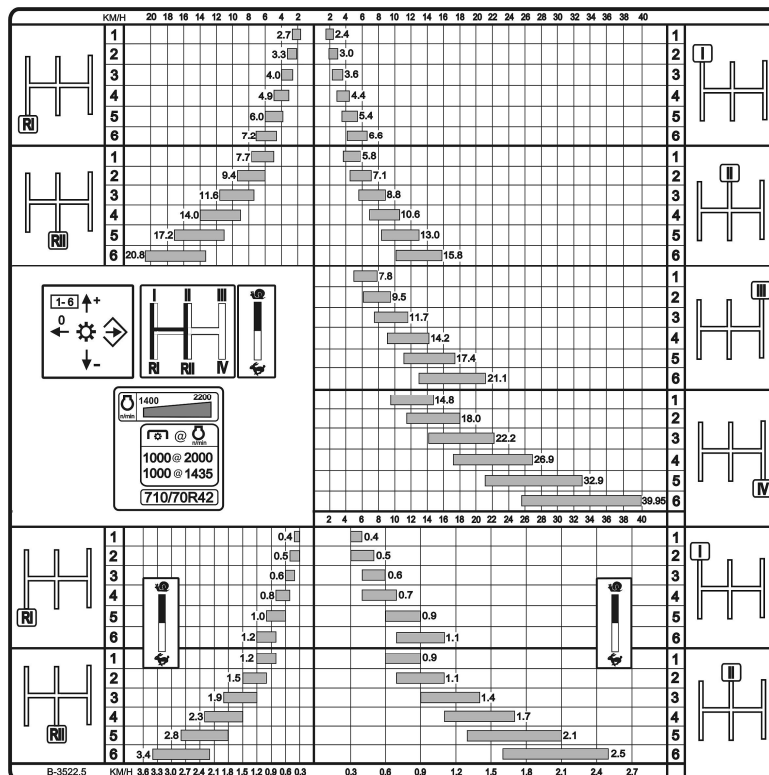 KM/H 20 18 16 14 12 10 8 6 4 2 2 4 6 8 10 12 14 16 18 20 22 24 26 28 30 32 34 36 38 40
1 2.7 2.4 1
2 3.3 3.0 2 I
3 4.0 3.6 3
4 4.9 4.4 4
5 6.0 5.4 5
RI 6 7.2 6.6 6
1 7.7 5.8 1
2 9.4 7.1 2 II
3 11.6 8.8 3
4 14.0 10.6 4
RII 5 17.2 13.0 5
6 20.8 15.8 6
7.8 1
1-6 + I II III 9.5 2 III
0 11.7 3
14.2 4
- RI RII IV 17.4 5
21.1 6
n/min 1400 2200 14.8 1
18.0 2
@ n/min 22.2 3
1000 @ 2000 26.9 4
1000 @ 1435 32.9 5 IV
710/70R42 39.95 6
2 4 6 8 10 12 14 16 18 20 22 24 26 28 30 32 34 36 38 40
1 0.4 0.4 1
2 0.5 0.5 2 I
3 0.6 0.6 3
4 0.8 0.7 4
RI 5 1.0 0.9 5
6 1.2 1.1 6
1 1.2 0.9 1
2 1.5 1.1 2 II
3 1.9 1.4 3
4 2.3 1.7 4
RII 5 2.8 2.1 5
6 3.4 2.5 6
B-3522.5 KM/H 3.6 3.3 3.0 2.7 2.4 2.1 1.8 1.5 1.2 0.9 0.6 0.3 0.3 0.6 0.9 1.2 1.5 1.8 2.1 2.4 2.7